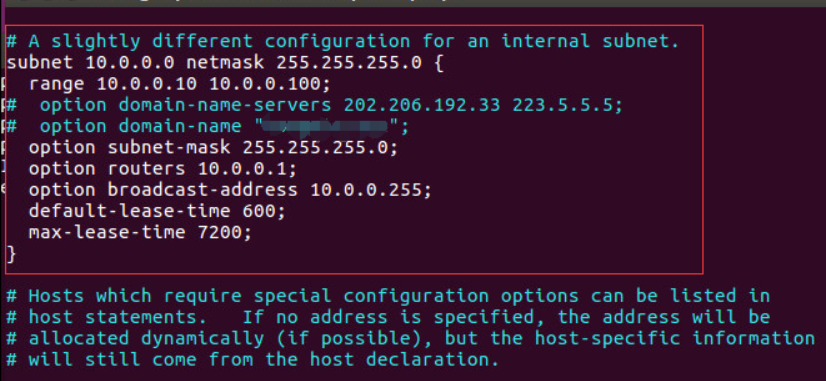 # A slightly different configuration for an internal subnet.
subnet 10.0.0.0 netmask 255.255.255.0 {
  range 10.0.0.10 10.0.0.100;
#  option domain-name-servers 202.206.192.33 223.5.5.5;
#  option domain-name "";
  option subnet-mask 255.255.255.0;
  option routers 10.0.0.1;
  option broadcast-address 10.0.0.255;
  default-lease-time 600;
  max-lease-time 7200;
}
# Hosts which require special configuration options can be listed in
# host statements.   If no address is specified, the address will be
# allocated dynamically (if possible), but the host-specific information
# will still come from the host declaration.